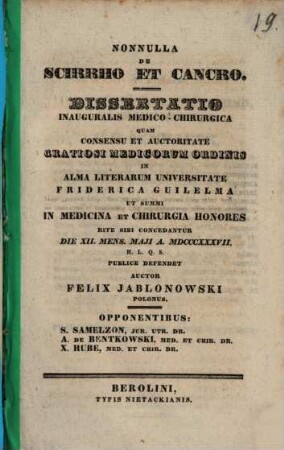 19.
NONNULLA
DE
SCIRRHO ET CANCRO.
DISSERTATIO
INAUGURALIS MEDICO-CHIRURGICA
QUAM
CONSENSU ET AUCTORITATE
GRATIOSI MEDICORUM ORDINIS
IN
ALMA LITERARUM UNIVERSITATE
FRIDERICA GUILELMA
UT SUMMI
IN MEDICINA ET CHIRURGIA HONORES
RITE SIBI CONCEDANTUR
DIE XII. MENS. MAJI A. MDCCCXXXVII.
H. L. Q. S.
PUBLICE DEFENDET
AUCTOR
FELIX JABLONOWSKI
POLONUS.
OPPONENTIBUS:
S. SAMELZON, JUR. UTR. DR.
A. DE BENTKOWSKI, MED. ET CHIR. DR.
X. HUBE, MED. ET CHIR. DR.
BEROLINI,
TYPIS NIETACKIANIS.